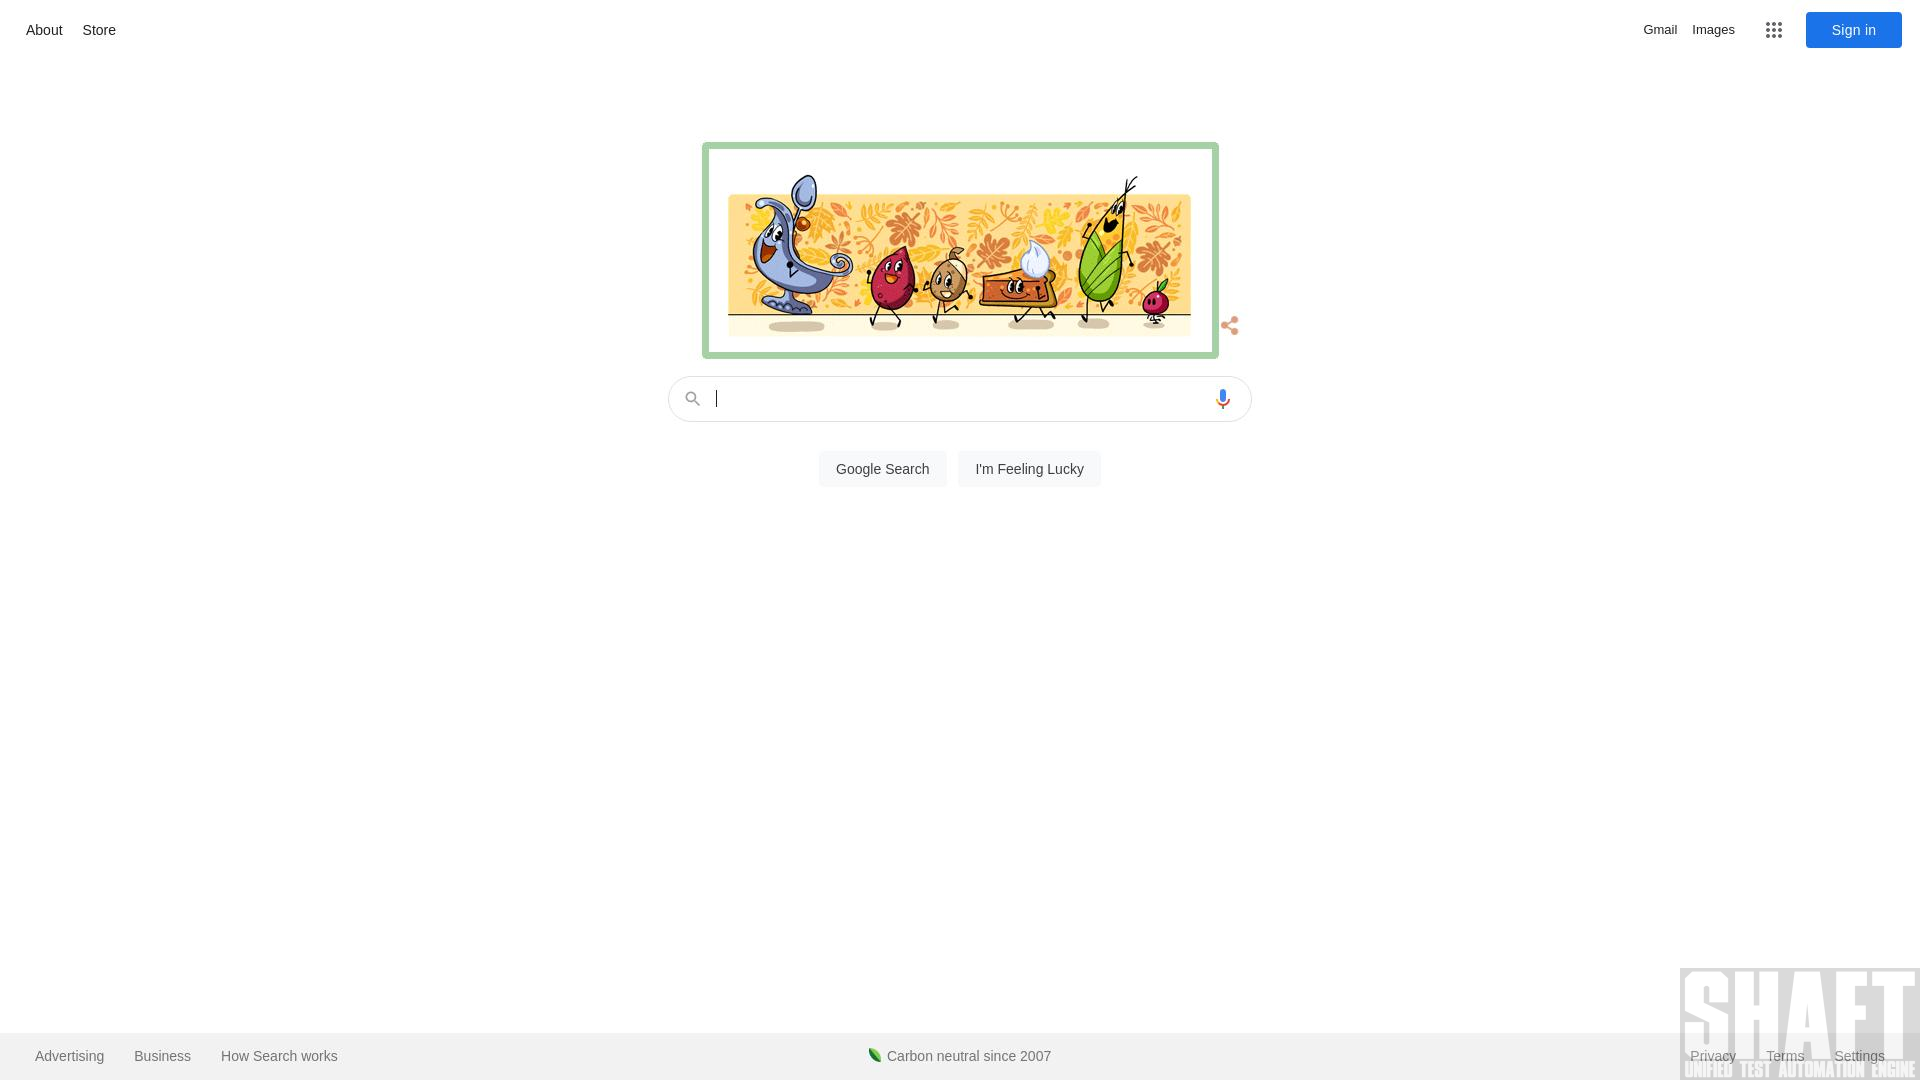 About Store Gmail Images Sign in
Google Search I'm Feeling Lucky
Advertising Business How Search works Carbon neutral since 2007 Privacy Terms Settings
SHAFT
UNIFIED TEST AUTOMATION ENGINE